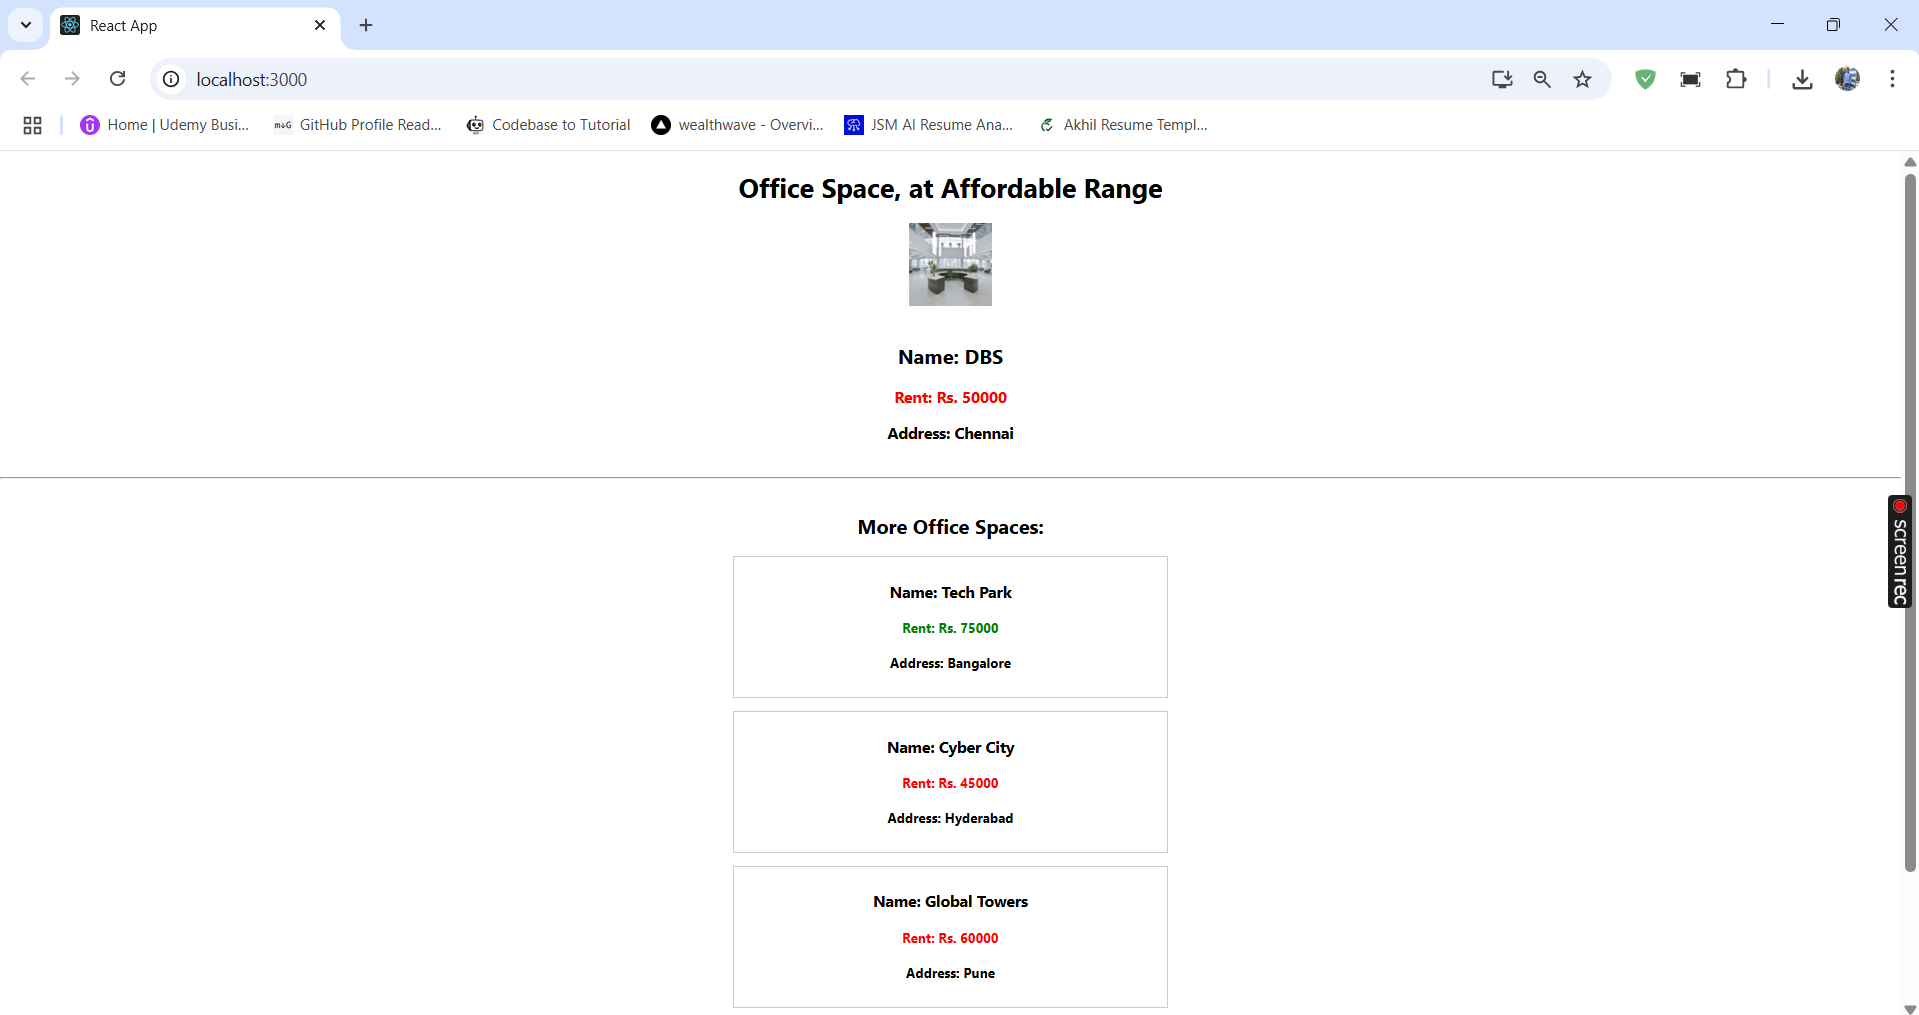 React App
localhost:3000
Home | Udemy Busi...
GitHub Profile Read...
Codebase to Tutorial
wealthwave - Overvi...
JSM AI Resume Ana...
Akhil Resume Templ...
Office Space, at Affordable Range
Name: DBS
Rent: Rs. 50000
Address: Chennai
More Office Spaces:
Name: Tech Park
Rent: Rs. 75000
Address: Bangalore
Name: Cyber City
Rent: Rs. 45000
Address: Hyderabad
Name: Global Towers
Rent: Rs. 60000
Address: Pune
screenrec